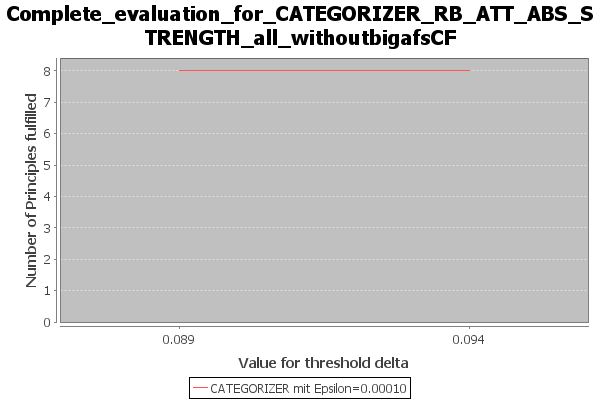 Complete_evaluation_for_CATEGORIZER_RB_ATT_ABS_S
TRENGTH_all_withoutbigafsCF
Number of Principles fulfilled
8
7
6
5
4
3
2
1
0
0.089 0.094
Value for threshold delta
CATEGORIZER mit Epsilon=0.00010